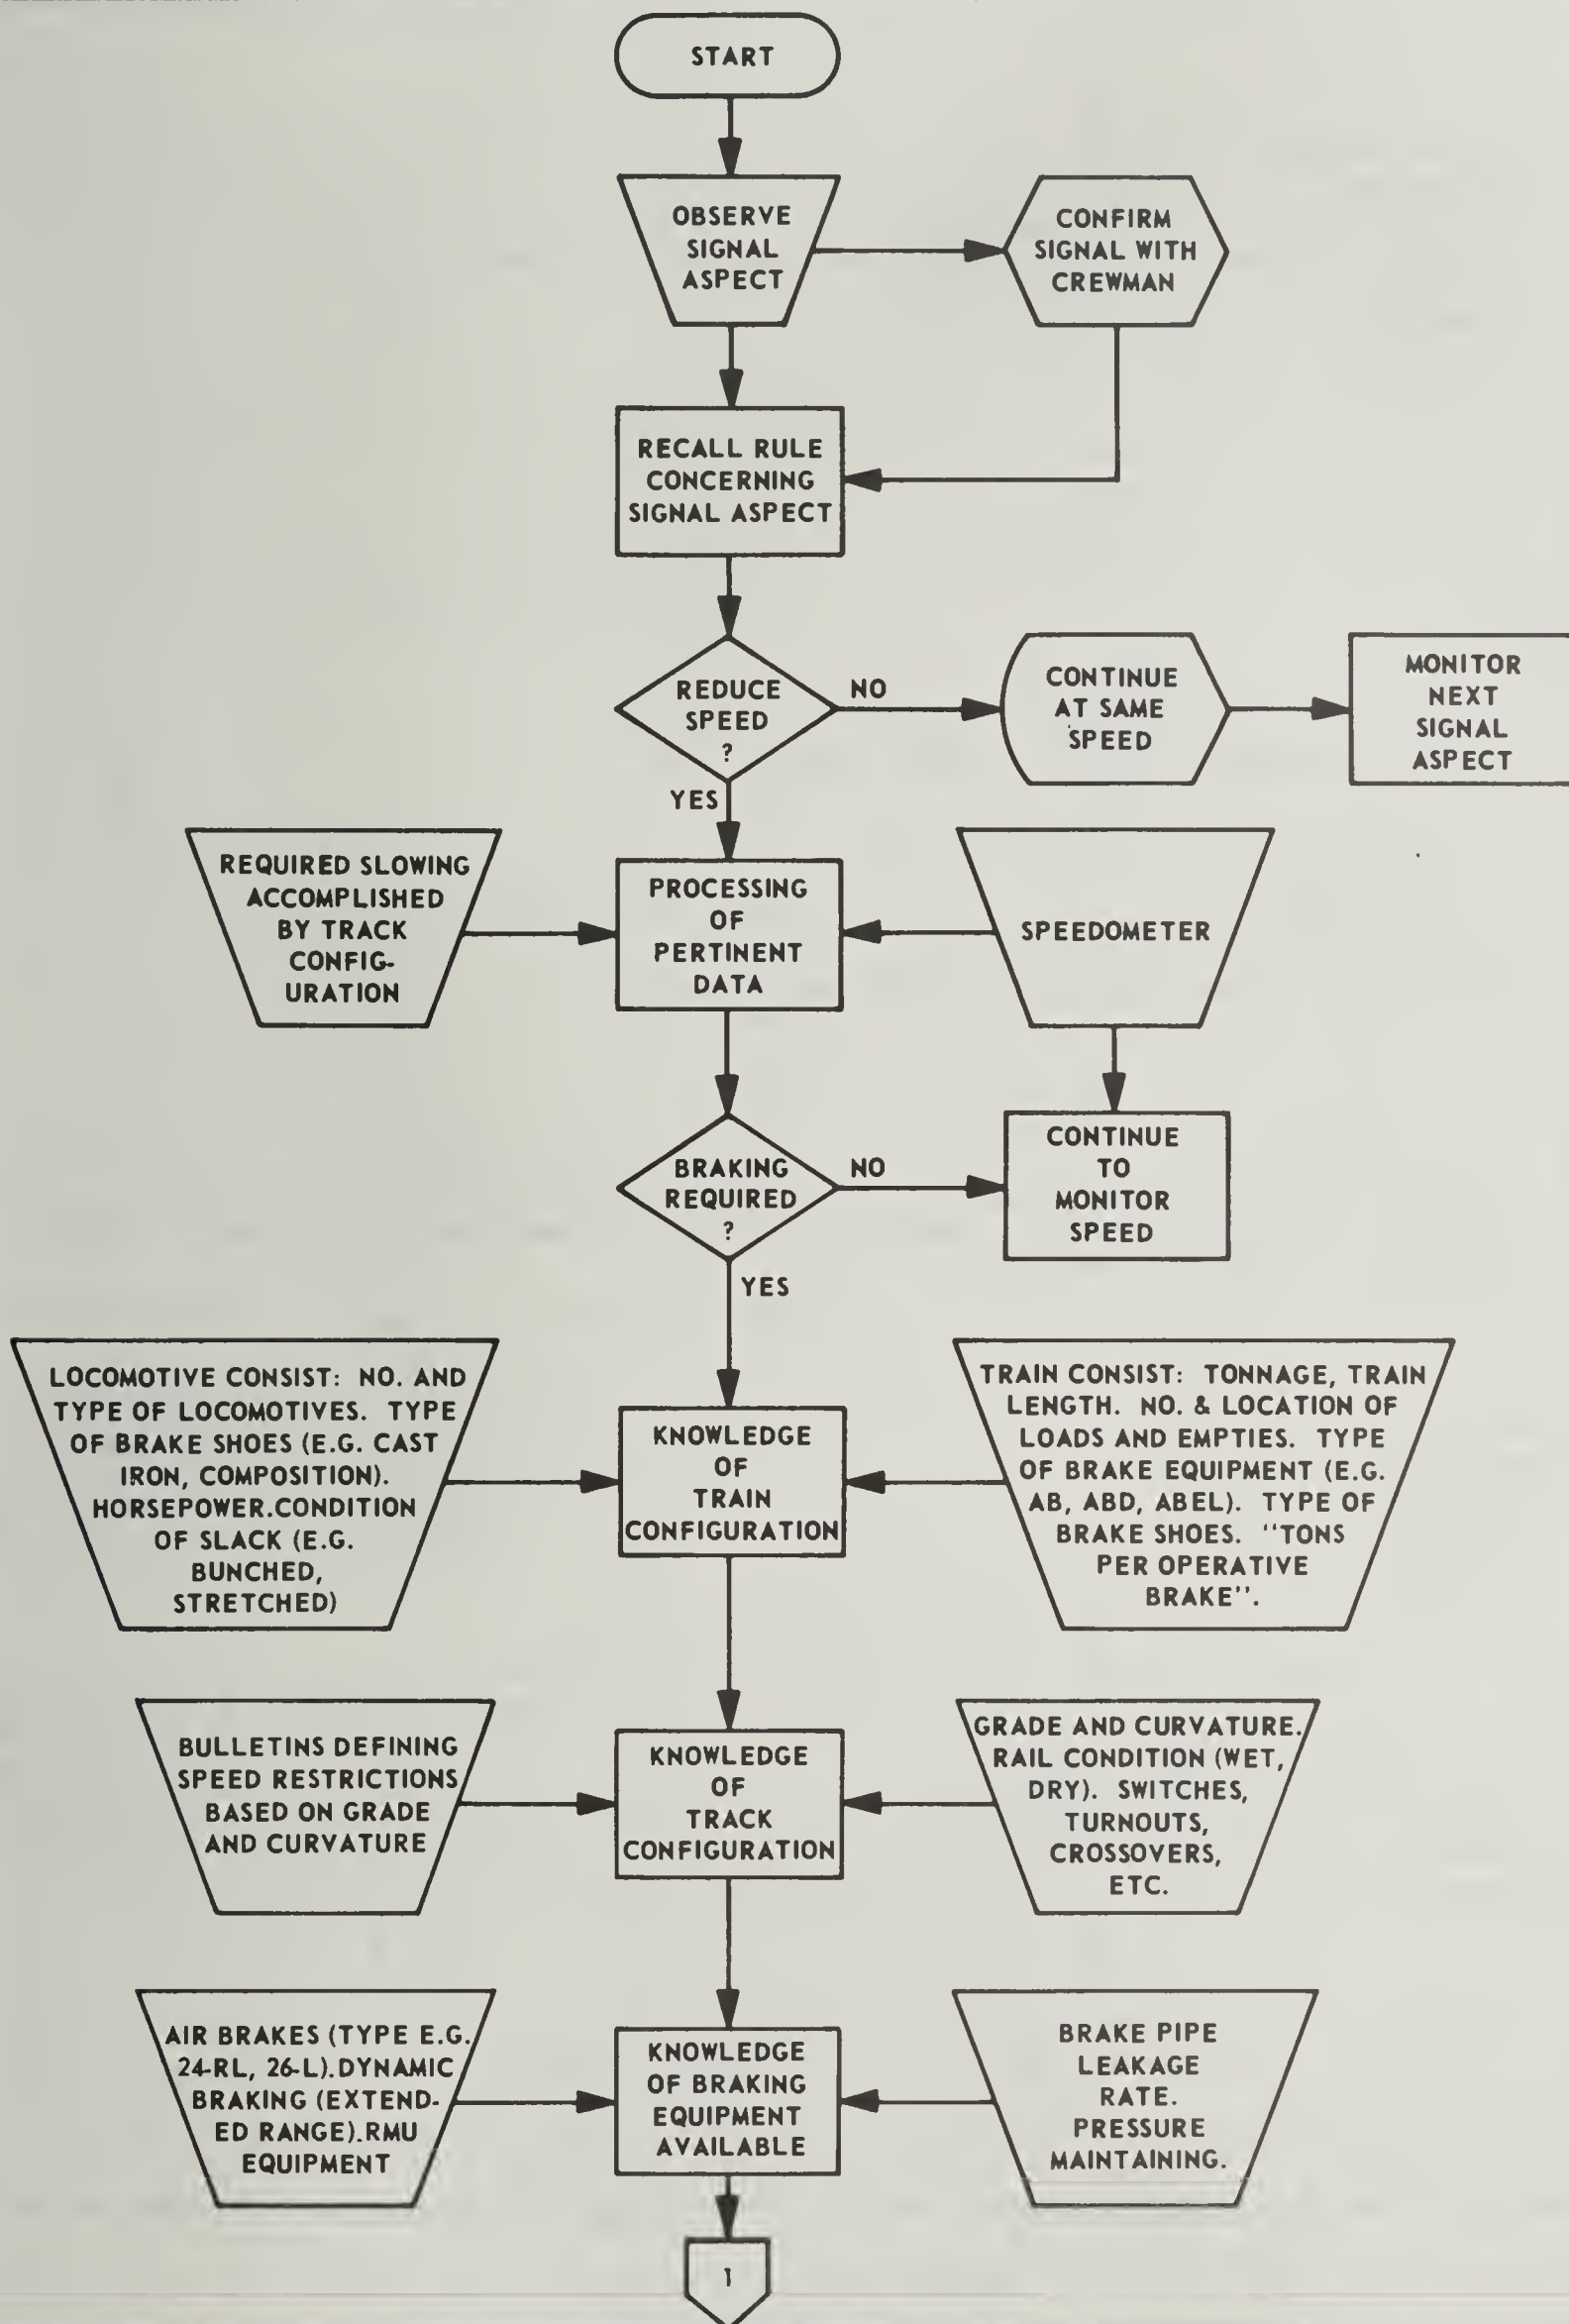 START
OBSERVE
SIGNAL
ASPECT
CONFIRM
SIGNAL WITH
CREWMAN
RECALL RULE
CONCERNING
SIGNAL ASPECT
REDUCE
SPEED
?
NO
CONTINUE
AT SAME
SPEED
MONITOR
NEXT
SIGNAL
ASPECT
YES
REQUIRED SLOWING
ACCOMPLISHED
BY TRACK
CONFIG-
URATION
PROCESSING
OF
PERTINENT
DATA
SPEEDOMETER
BRAKING
REQUIRED
?
NO
CONTINUE
TO
MONITOR
SPEED
YES
LOCOMOTIVE CONSIST: NO. AND
TYPE OF LOCOMOTIVES. TYPE
OF BRAKE SHOES (E.G. CAST
IRON, COMPOSITION).
HORSEPOWER.CONDITION
OF SLACK (E.G.
BUNCHED,
STRETCHED)
KNOWLEDGE
OF
TRAIN
CONFIGURATION
TRAIN CONSIST: TONNAGE, TRAIN
LENGTH. NO. & LOCATION OF
LOADS AND EMPTIES. TYPE
OF BRAKE EQUIPMENT (E.G.
AB, ABD, ABEL). TYPE OF
BRAKE SHOES. "TONS
PER OPERATIVE
BRAKE".
BULLETINS DEFINING
SPEED RESTRICTIONS
BASED ON GRADE
AND CURVATURE
KNOWLEDGE
OF
TRACK
CONFIGURATION
GRADE AND CURVATURE.
RAIL CONDITION (WET,
DRY). SWITCHES,
TURNOUTS,
CROSSOVERS,
ETC.
AIR BRAKES (TYPE E.G.
24-RL, 26-L).DYNAMIC
BRAKING (EXTEND-
ED RANGE).RMU
EQUIPMENT
KNOWLEDGE
OF BRAKING
EQUIPMENT
AVAILABLE
BRAKE PIPE
LEAKAGE
RATE.
PRESSURE
MAINTAINING.
1